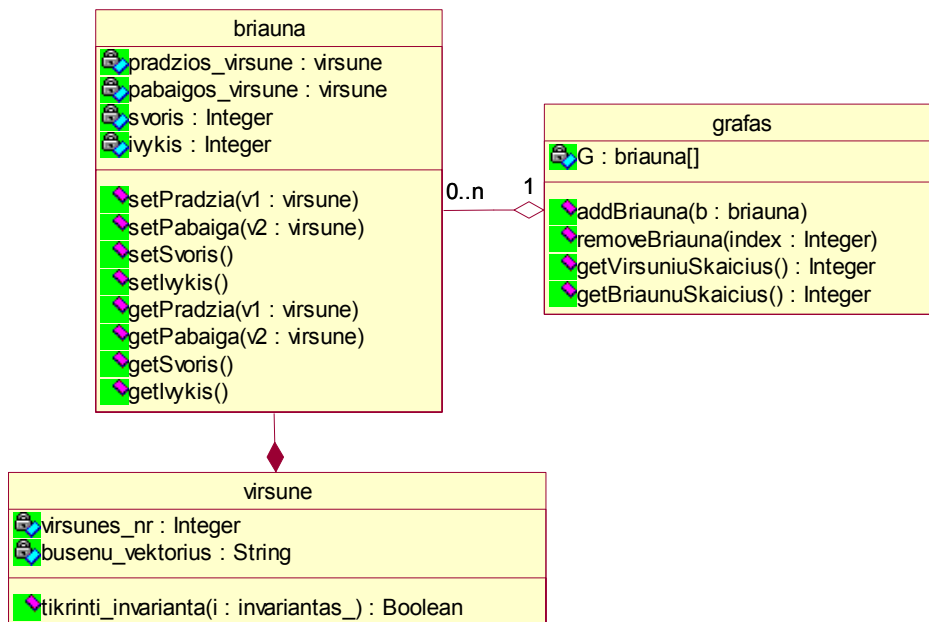 briauna
pradzios_virsune : virsune
pabaigos_virsune : virsune
svoris : Integer
ivykis : Integer
setPradzia(v1 : virsune)
setPabaiga(v2 : virsune)
setSvoris()
setIvykis()
getPradzia(v1 : virsune)
getPabaiga(v2 : virsune)
getSvoris()
getIvykis()
0..n
1
grafas
G : briauna[]
addBriauna(b : briauna)
removeBriauna(index : Integer)
getVirsuniuSkaicius() : Integer
getBriaunuSkaicius() : Integer
virsune
virsunes_nr : Integer
busenu_vektorius : String
tikrinti_invarianta(i : invariantas_) : Boolean